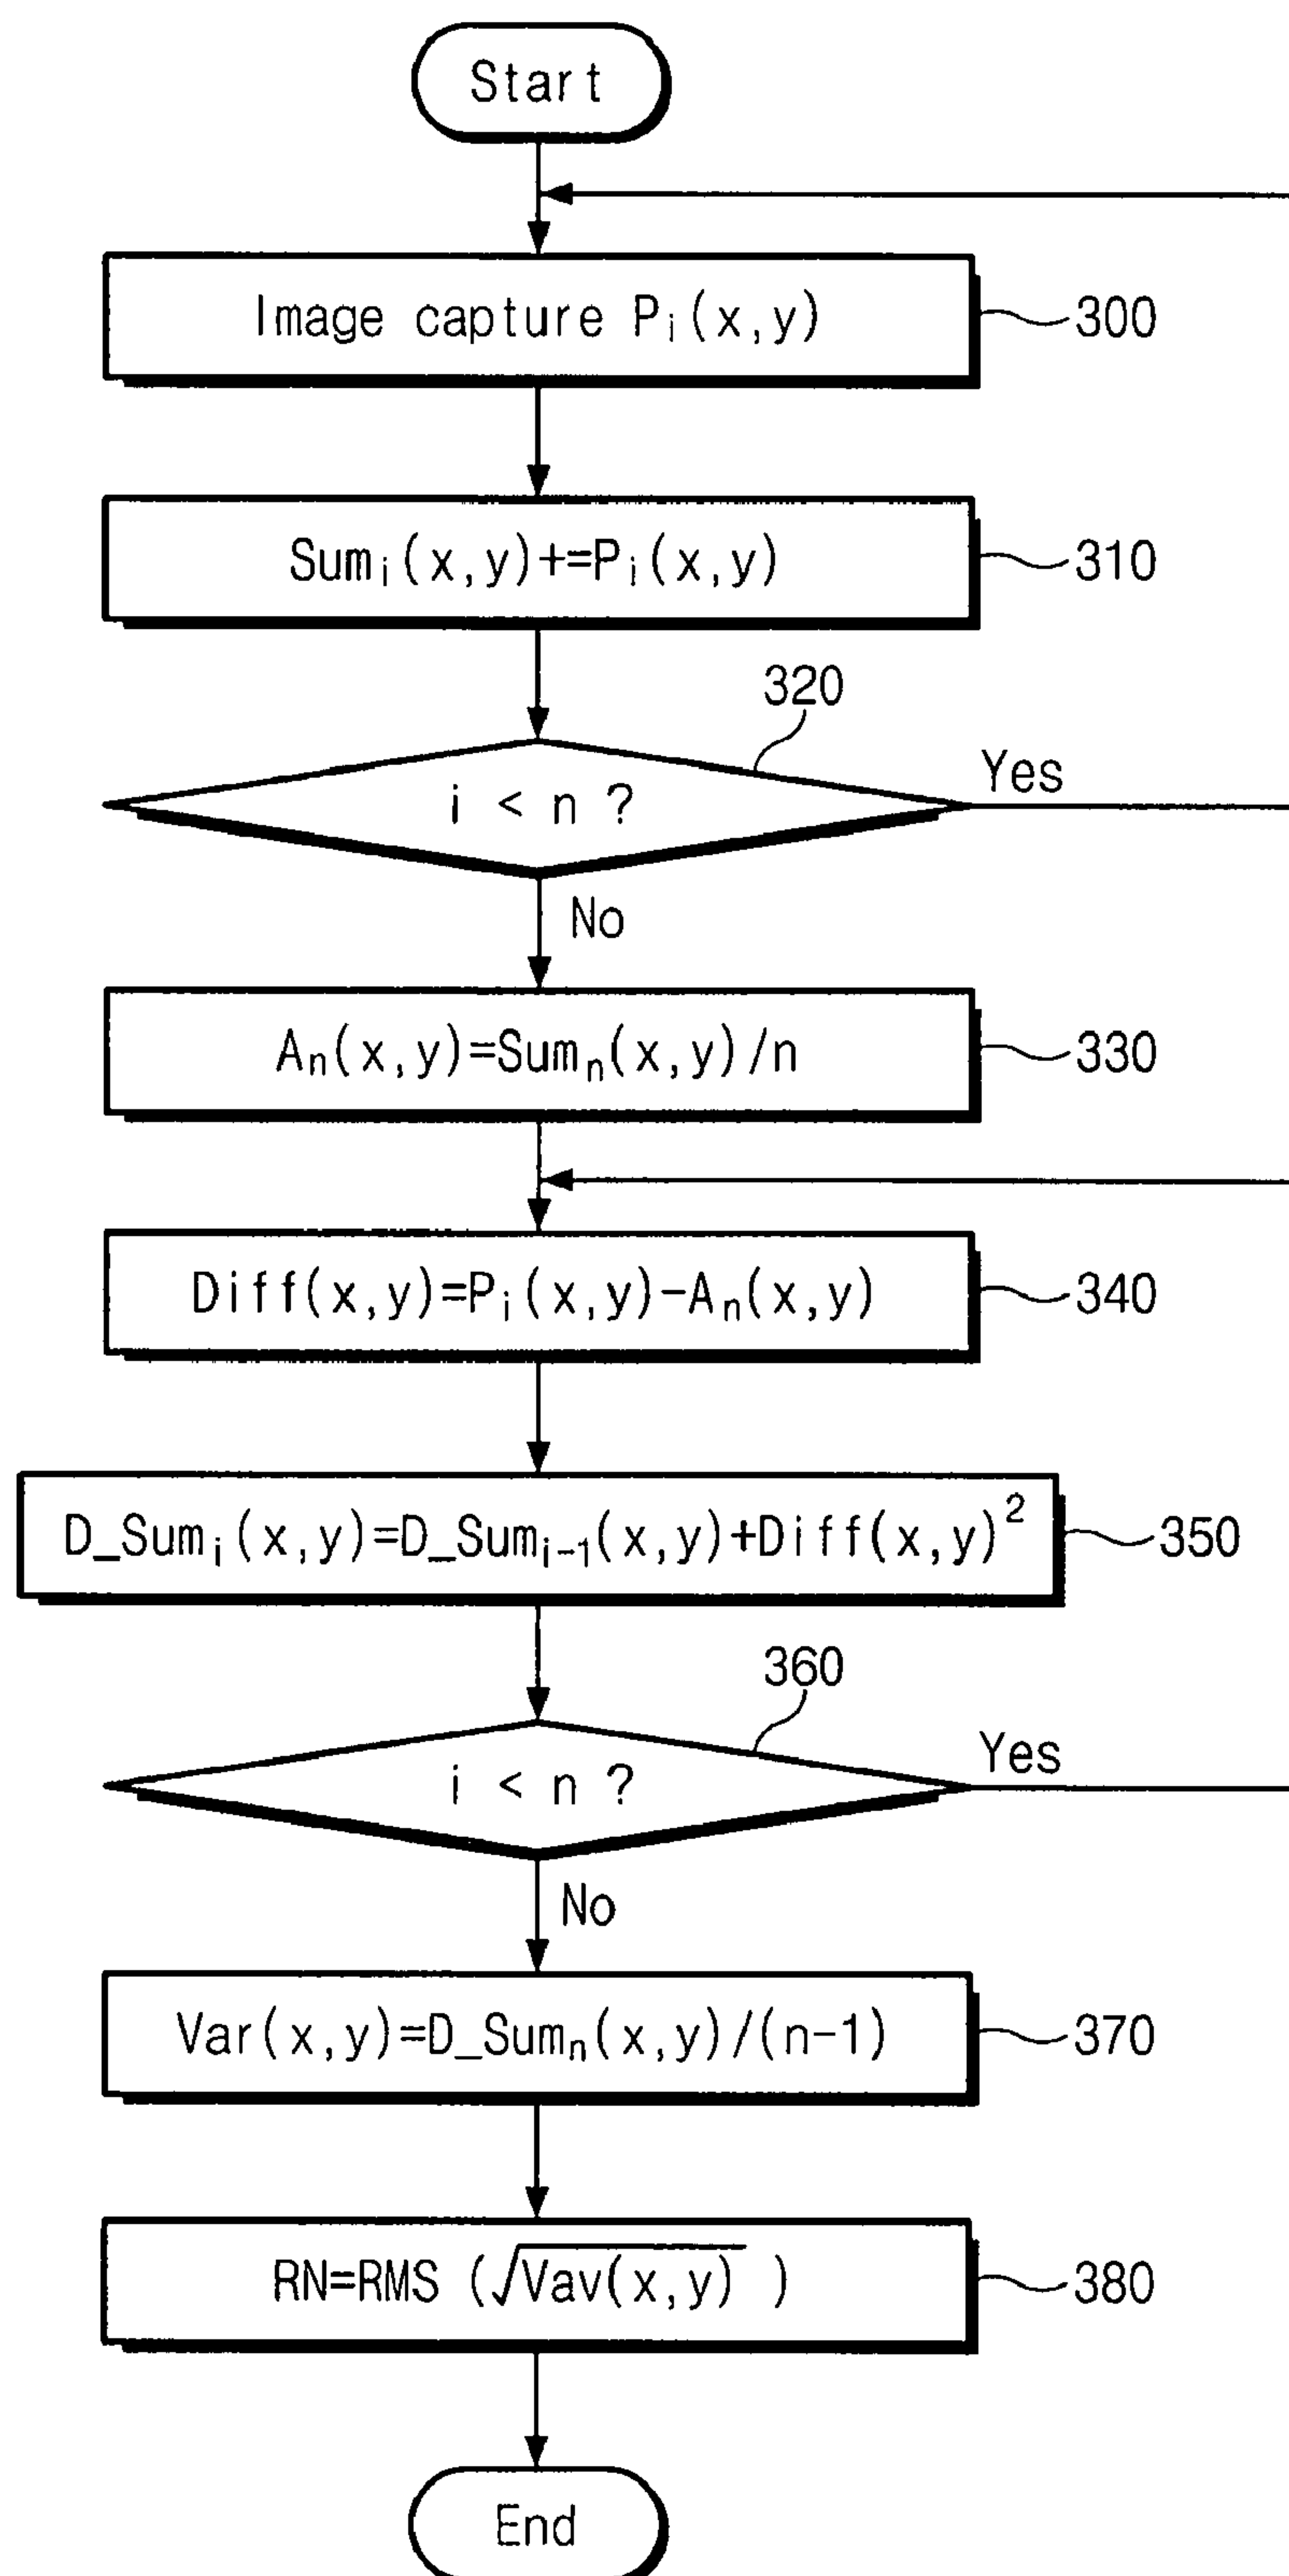 Start
Image capture Pᵢ(x,y)
300
Sumᵢ(x,y)+=Pᵢ(x,y)
310
320
i < n ?
Yes
No
Aₙ(x,y)=Sumₙ(x,y)/n
330
Diff(x,y)=Pᵢ(x,y)-Aₙ(x,y)
340
D_Sumᵢ(x,y)=D_Sumᵢ₋₁(x,y)+Diff(x,y)²
350
360
i < n ?
Yes
No
Var(x,y)=D_Sumₙ(x,y)/(n-1)
370
RN=RMS (√Vav(x,y) )
380
End